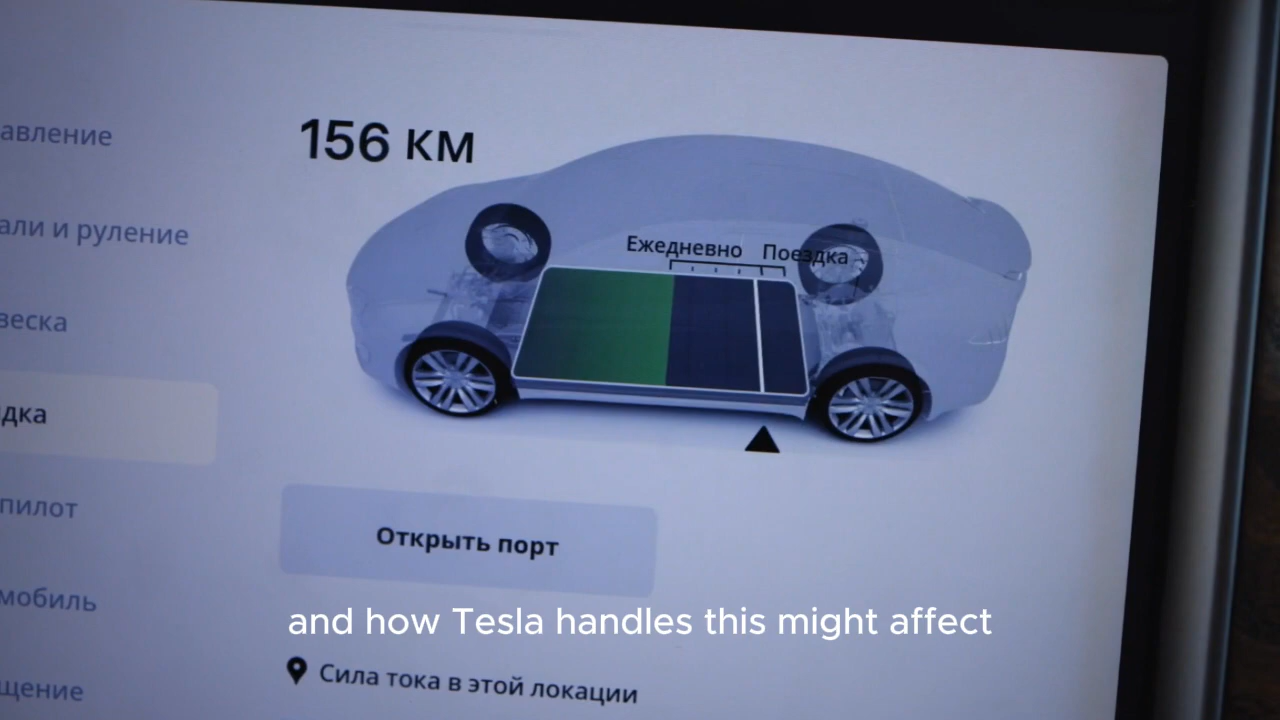 156 км
авление
али и руление
Ежедневно Поездка
веска
дка
Открыть порт
пилот
мобиль
and how Tesla handles this might affect
Сила тока в этой локации
щение